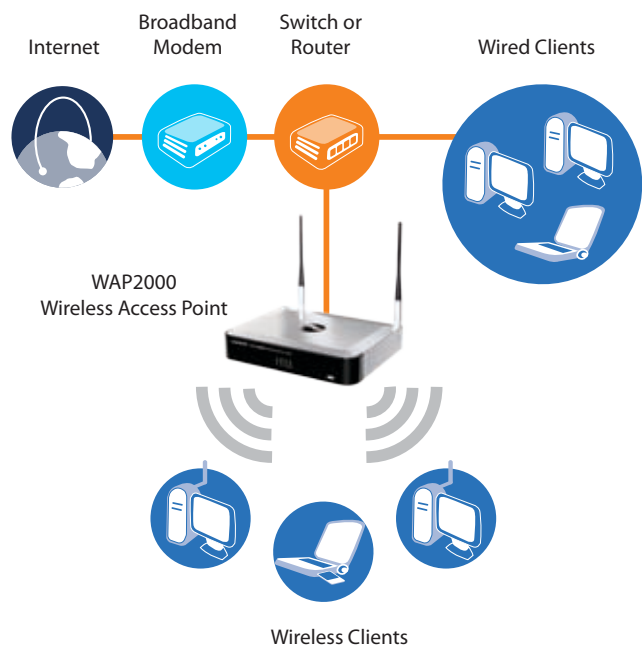 Internet
Broadband
Modem
Switch or
Router
Wired Clients
WAP2000
Wireless Access Point
Wireless Clients